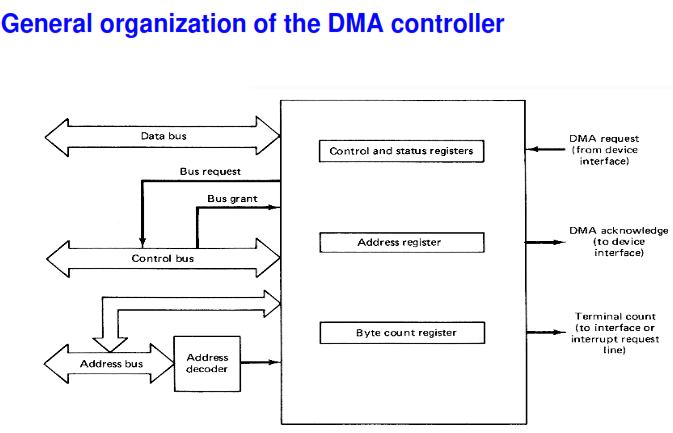 General organization of the DMA controller
Data bus
Control and status registers
DMA request
(from device
interface)
Bus request
Bus grant
Control bus
Address register
DMA acknowledge
(to device
interface)
Address bus
Address
decoder
Byte count register
Terminal count
(to interface or
interrupt request
line)